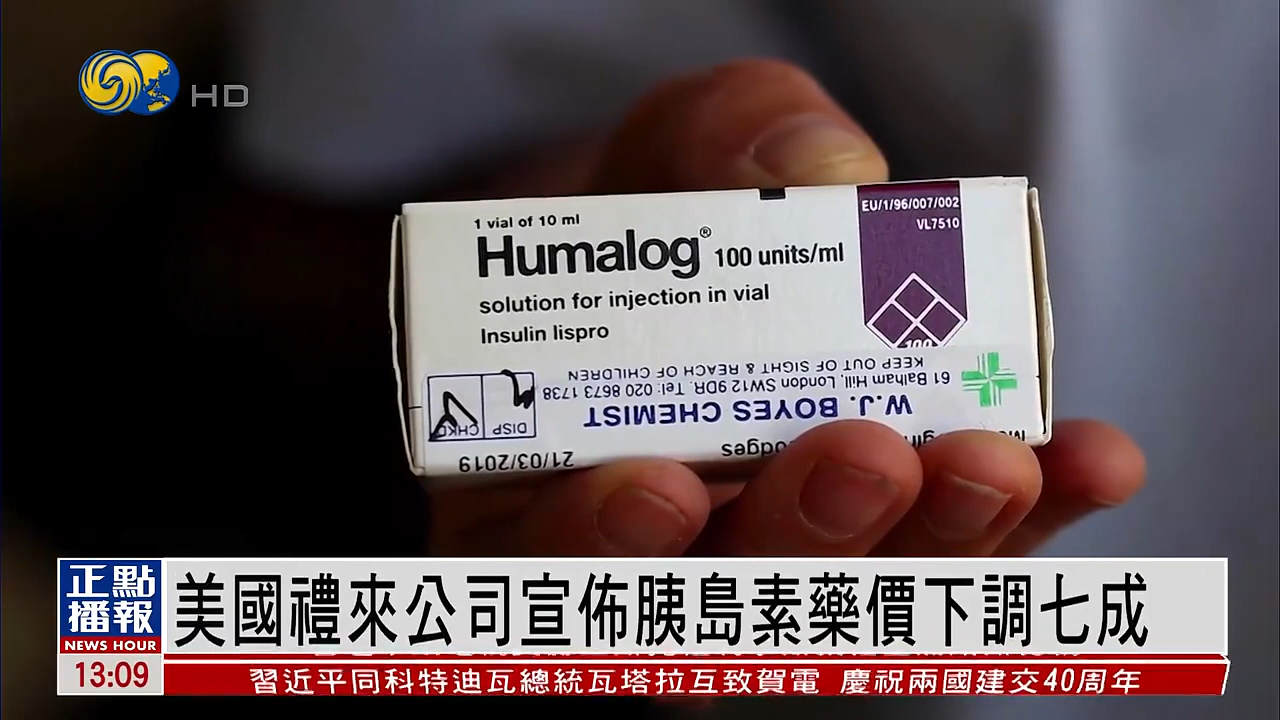 HD
1 vial of 10 ml
Humalog® 100 units/ml
solution for injection in vial
Insulin lispro
EU/1/96/007/002
VL7510
100
KEEP OUT OF SIGHT & REACH OF CHILDREN
61 Balham Hill, London SW12 9DR. Tel: 020 8673 1738
W.J. BOYES CHEMIST
DISP CHKD
21/03/2019
正點
播報
NEWS HOUR
13:09
美國禮來公司宣佈胰島素藥價下調七成
習近平同科特迪瓦總統瓦塔拉互致賀電 慶祝兩國建交40周年